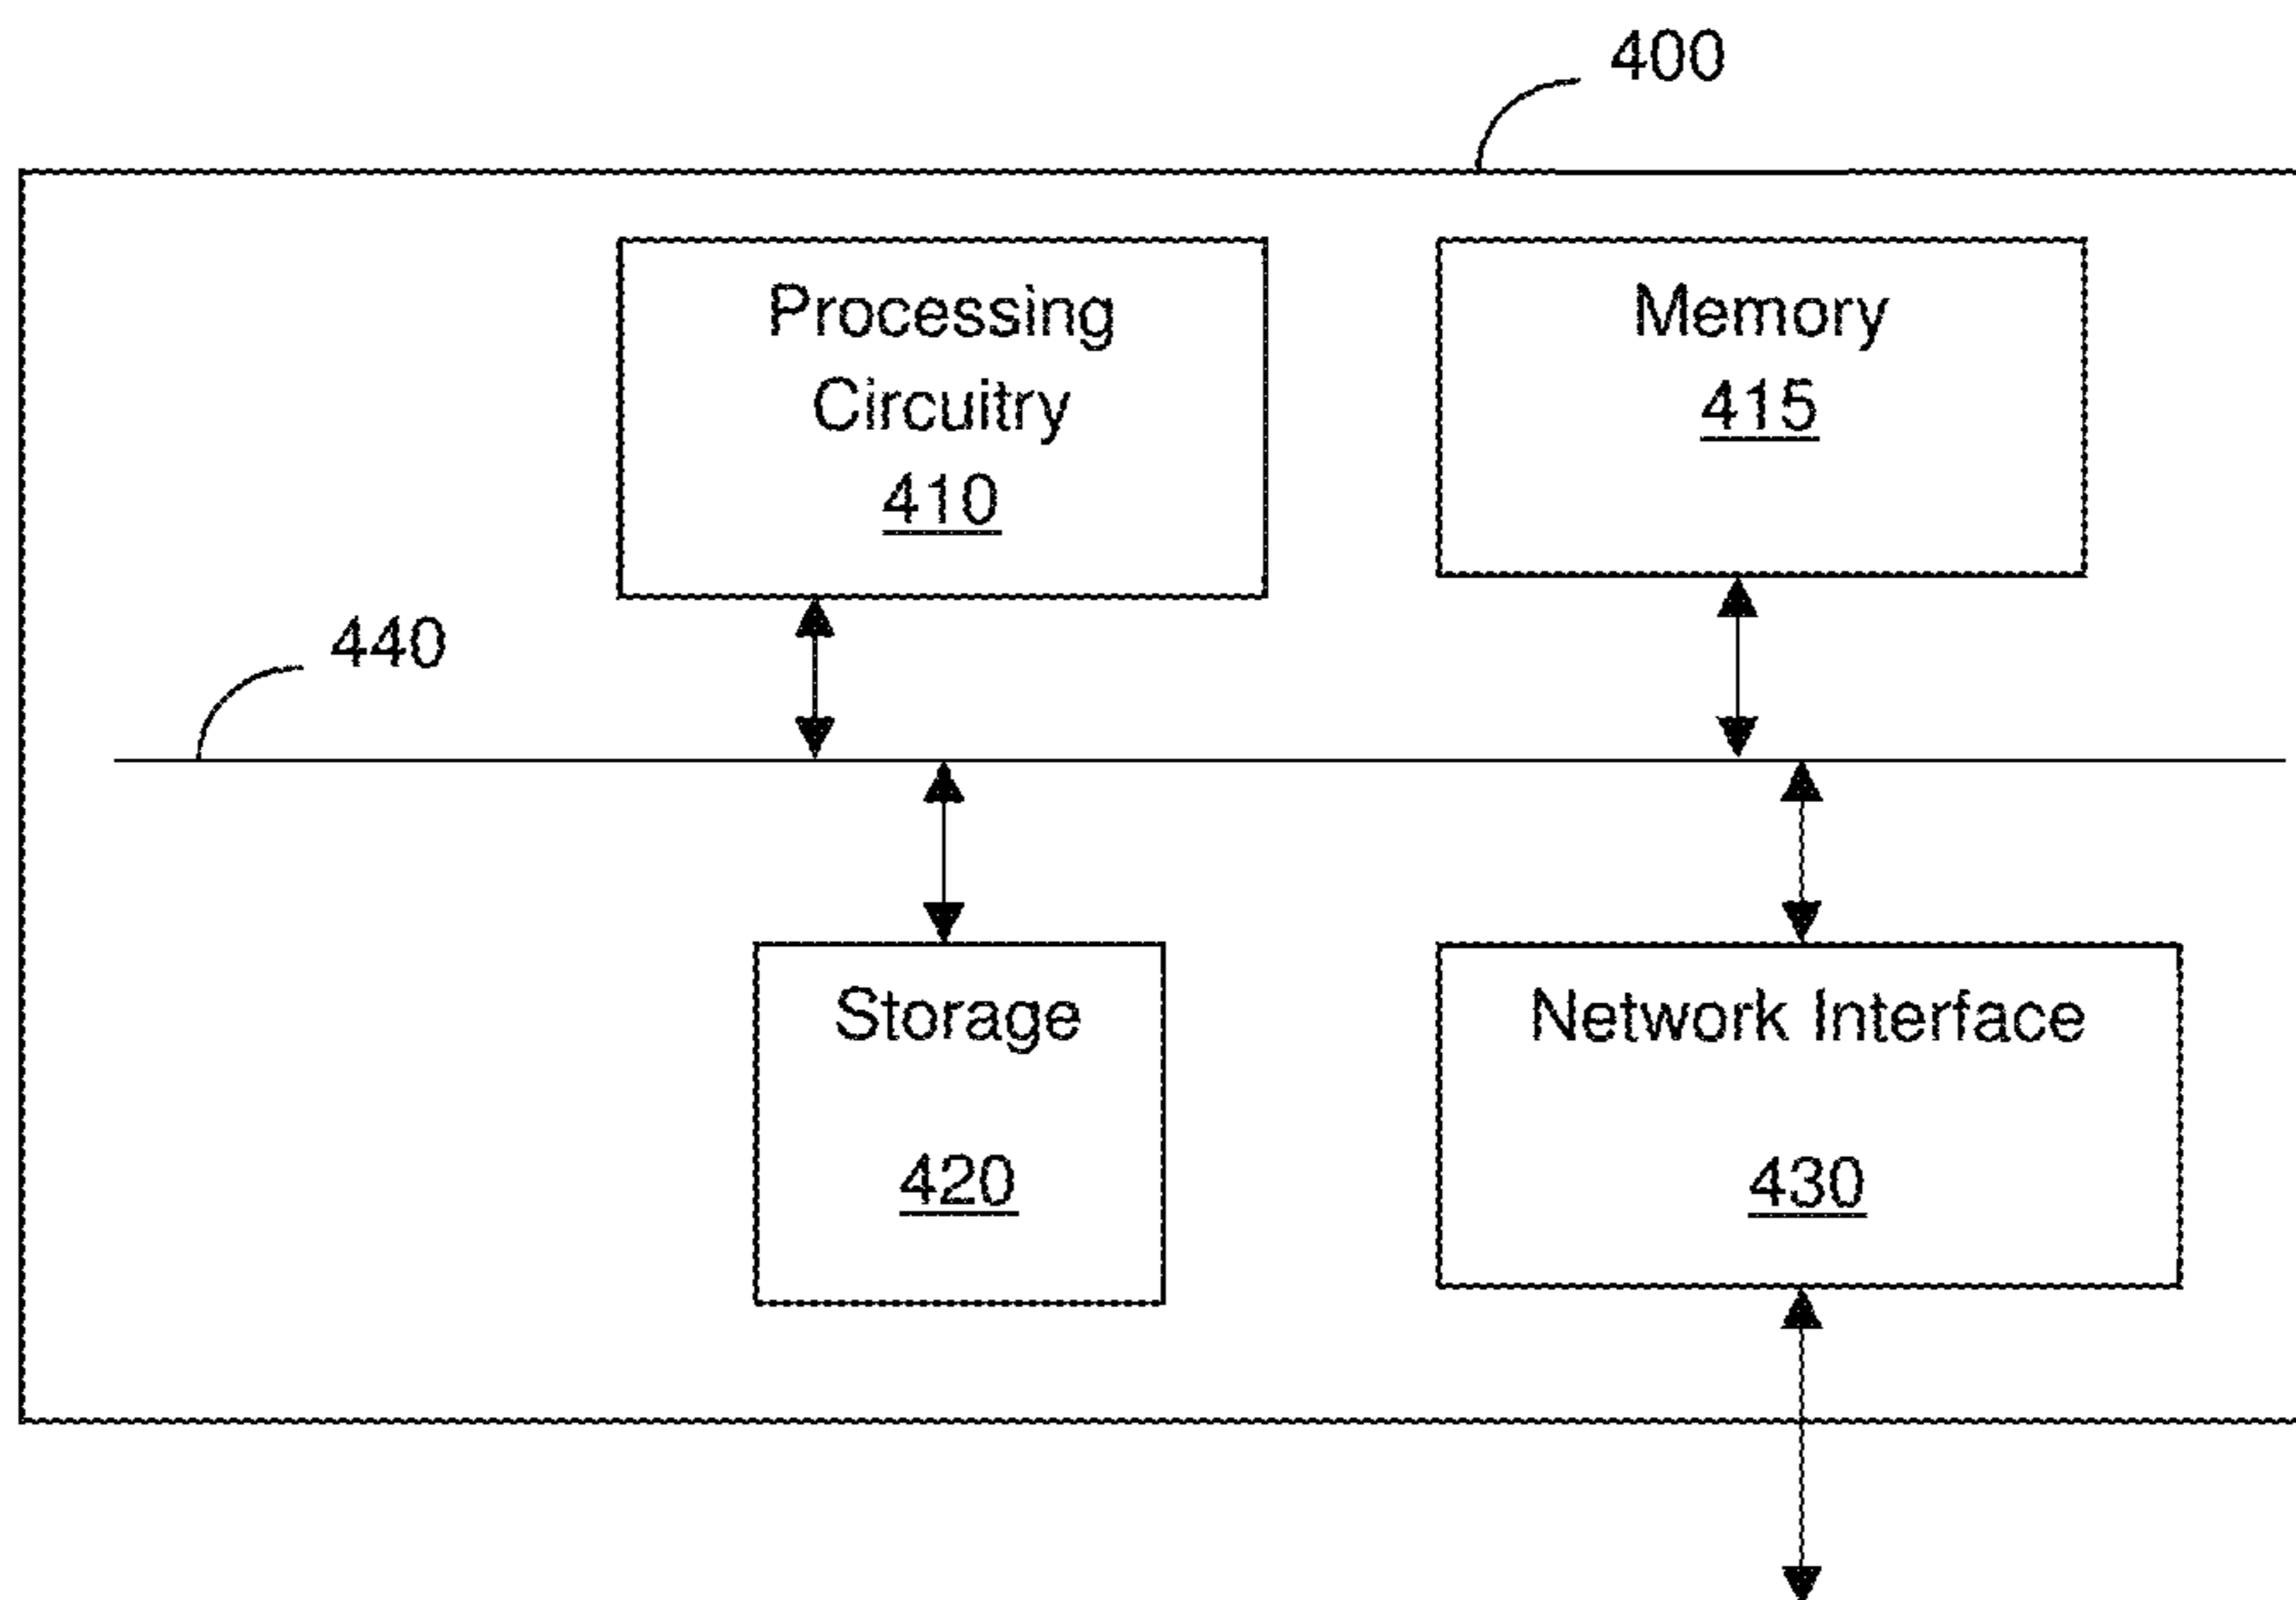 400
Processing
Circuitry
410
Memory
415
440
Storage
420
Network Interface
430